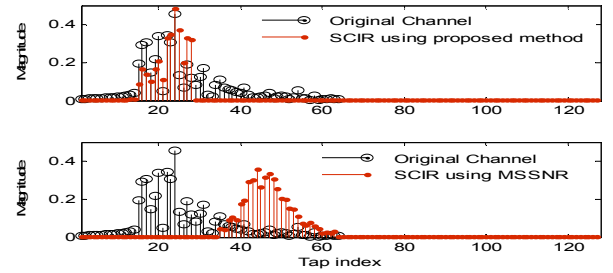 Magnitude
0.4
0.2
0
Original Channel
SCIR using proposed method
20 40 60 80 100 120
Magnitude
0.4
0.2
0
Original Channel
SCIR using MSSNR
20 40 60 80 100 120
Tap index